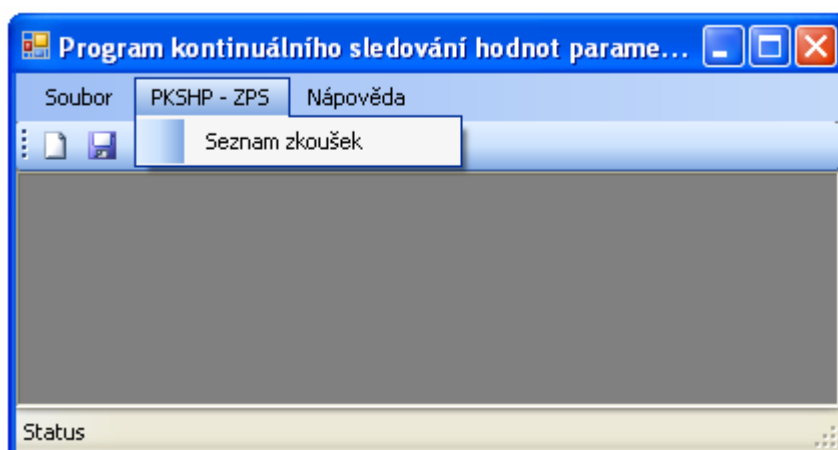 Program kontinuálního sledování hodnot parame...
Soubor PKSHP - ZPS Nápověda
Seznam zkoušek
Status